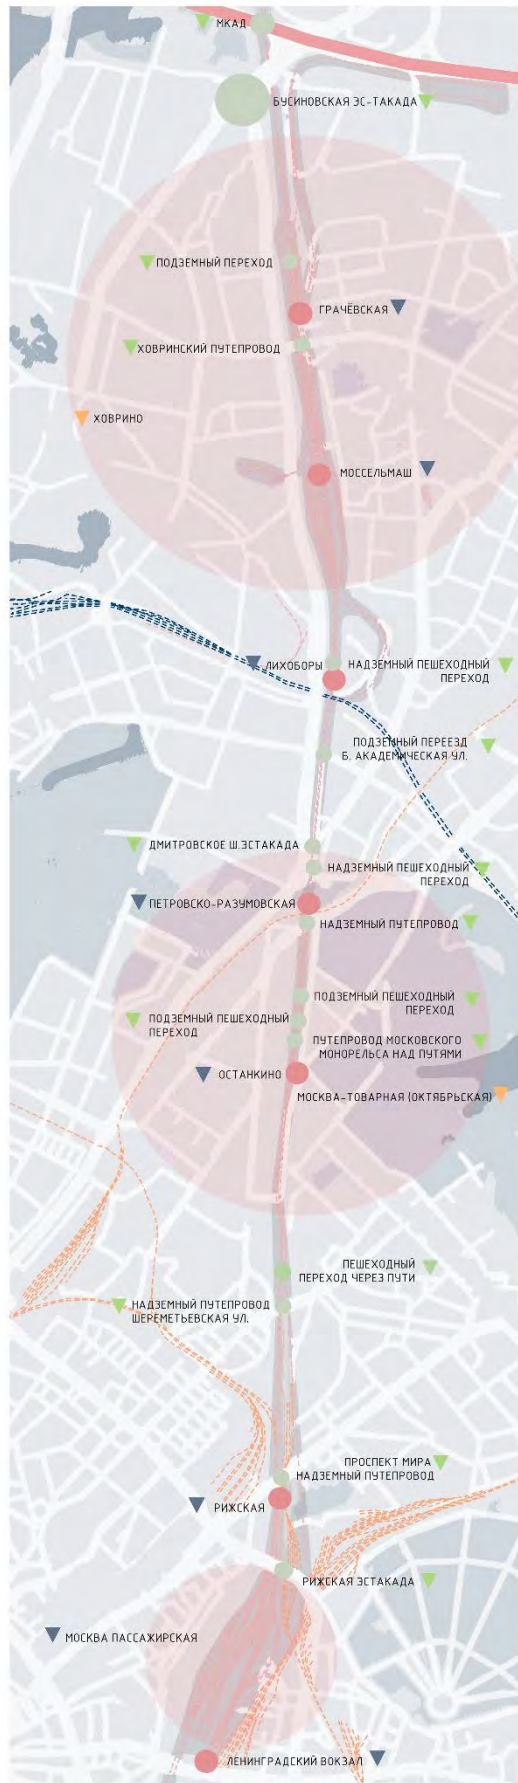 МКАД
БУСИНОВСКАЯ ЭС-ТАКАДА
ПОДЗЕМНЫЙ ПЕРЕХОД
ГРАЧЁВСКАЯ
ХОВРИНСКИЙ ПУТЕПРОВОД
ХОВРИНО
МОССЕЛЬМАШ
ЛИХОБОРЫ
НАДЗЕМНЫЙ ПЕШЕХОДНЫЙ
ПЕРЕХОД
ПОДЗЕМНЫЙ ПЕРЕЕЗД
Б. АКАДЕМИЧЕСКАЯ УЛ.
ДМИТРОВСКОЕ Ш.ЭСТАКАДА
НАДЗЕМНЫЙ ПЕШЕХОДНЫЙ
ПЕРЕХОД
ПЕТРОВСКО-РАЗУМОВСКАЯ
НАДЗЕМНЫЙ ПУТЕПРОВОД
ПОДЗЕМНЫЙ ПЕШЕХОДНЫЙ
ПЕРЕХОД
ПОДЗЕМНЫЙ ПЕШЕХОДНЫЙ
ПЕРЕХОД
ПУТЕПРОВОД МОСКОВСКОГО
МОНОРЕЛЬСА НАД ПУТЯМИ
ОСТАНКИНО
МОСКВА-ТОВАРНАЯ (ОКТЯБРЬСКАЯ)
ПЕШЕХОДНЫЙ
ПЕРЕХОД ЧЕРЕЗ ПУТИ
НАДЗЕМНЫЙ ПУТЕПРОВОД
ШЕРЕМЕТЬЕВСКАЯ УЛ.
ПРОСПЕКТ МИРА
НАДЗЕМНЫЙ ПУТЕПРОВОД
РИЖСКАЯ
РИЖСКАЯ ЭСТАКАДА
МОСКВА ПАССАЖИРСКАЯ
ЛЕНИНГРАДСКИЙ ВОКЗАЛ